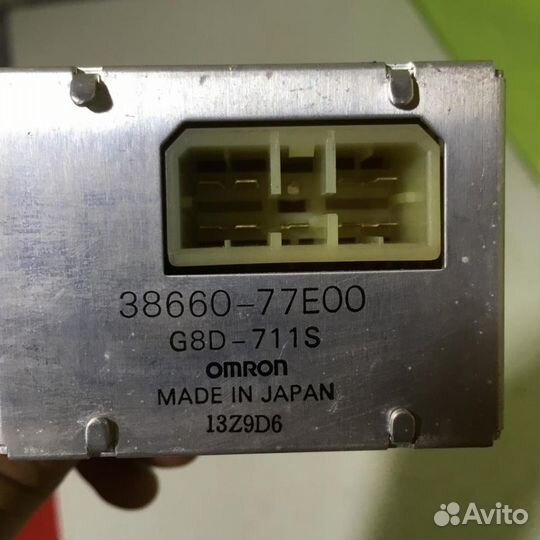 38660-77E00
G8D-711S
OMRON
MADE IN JAPAN
13Z9D6
Avito